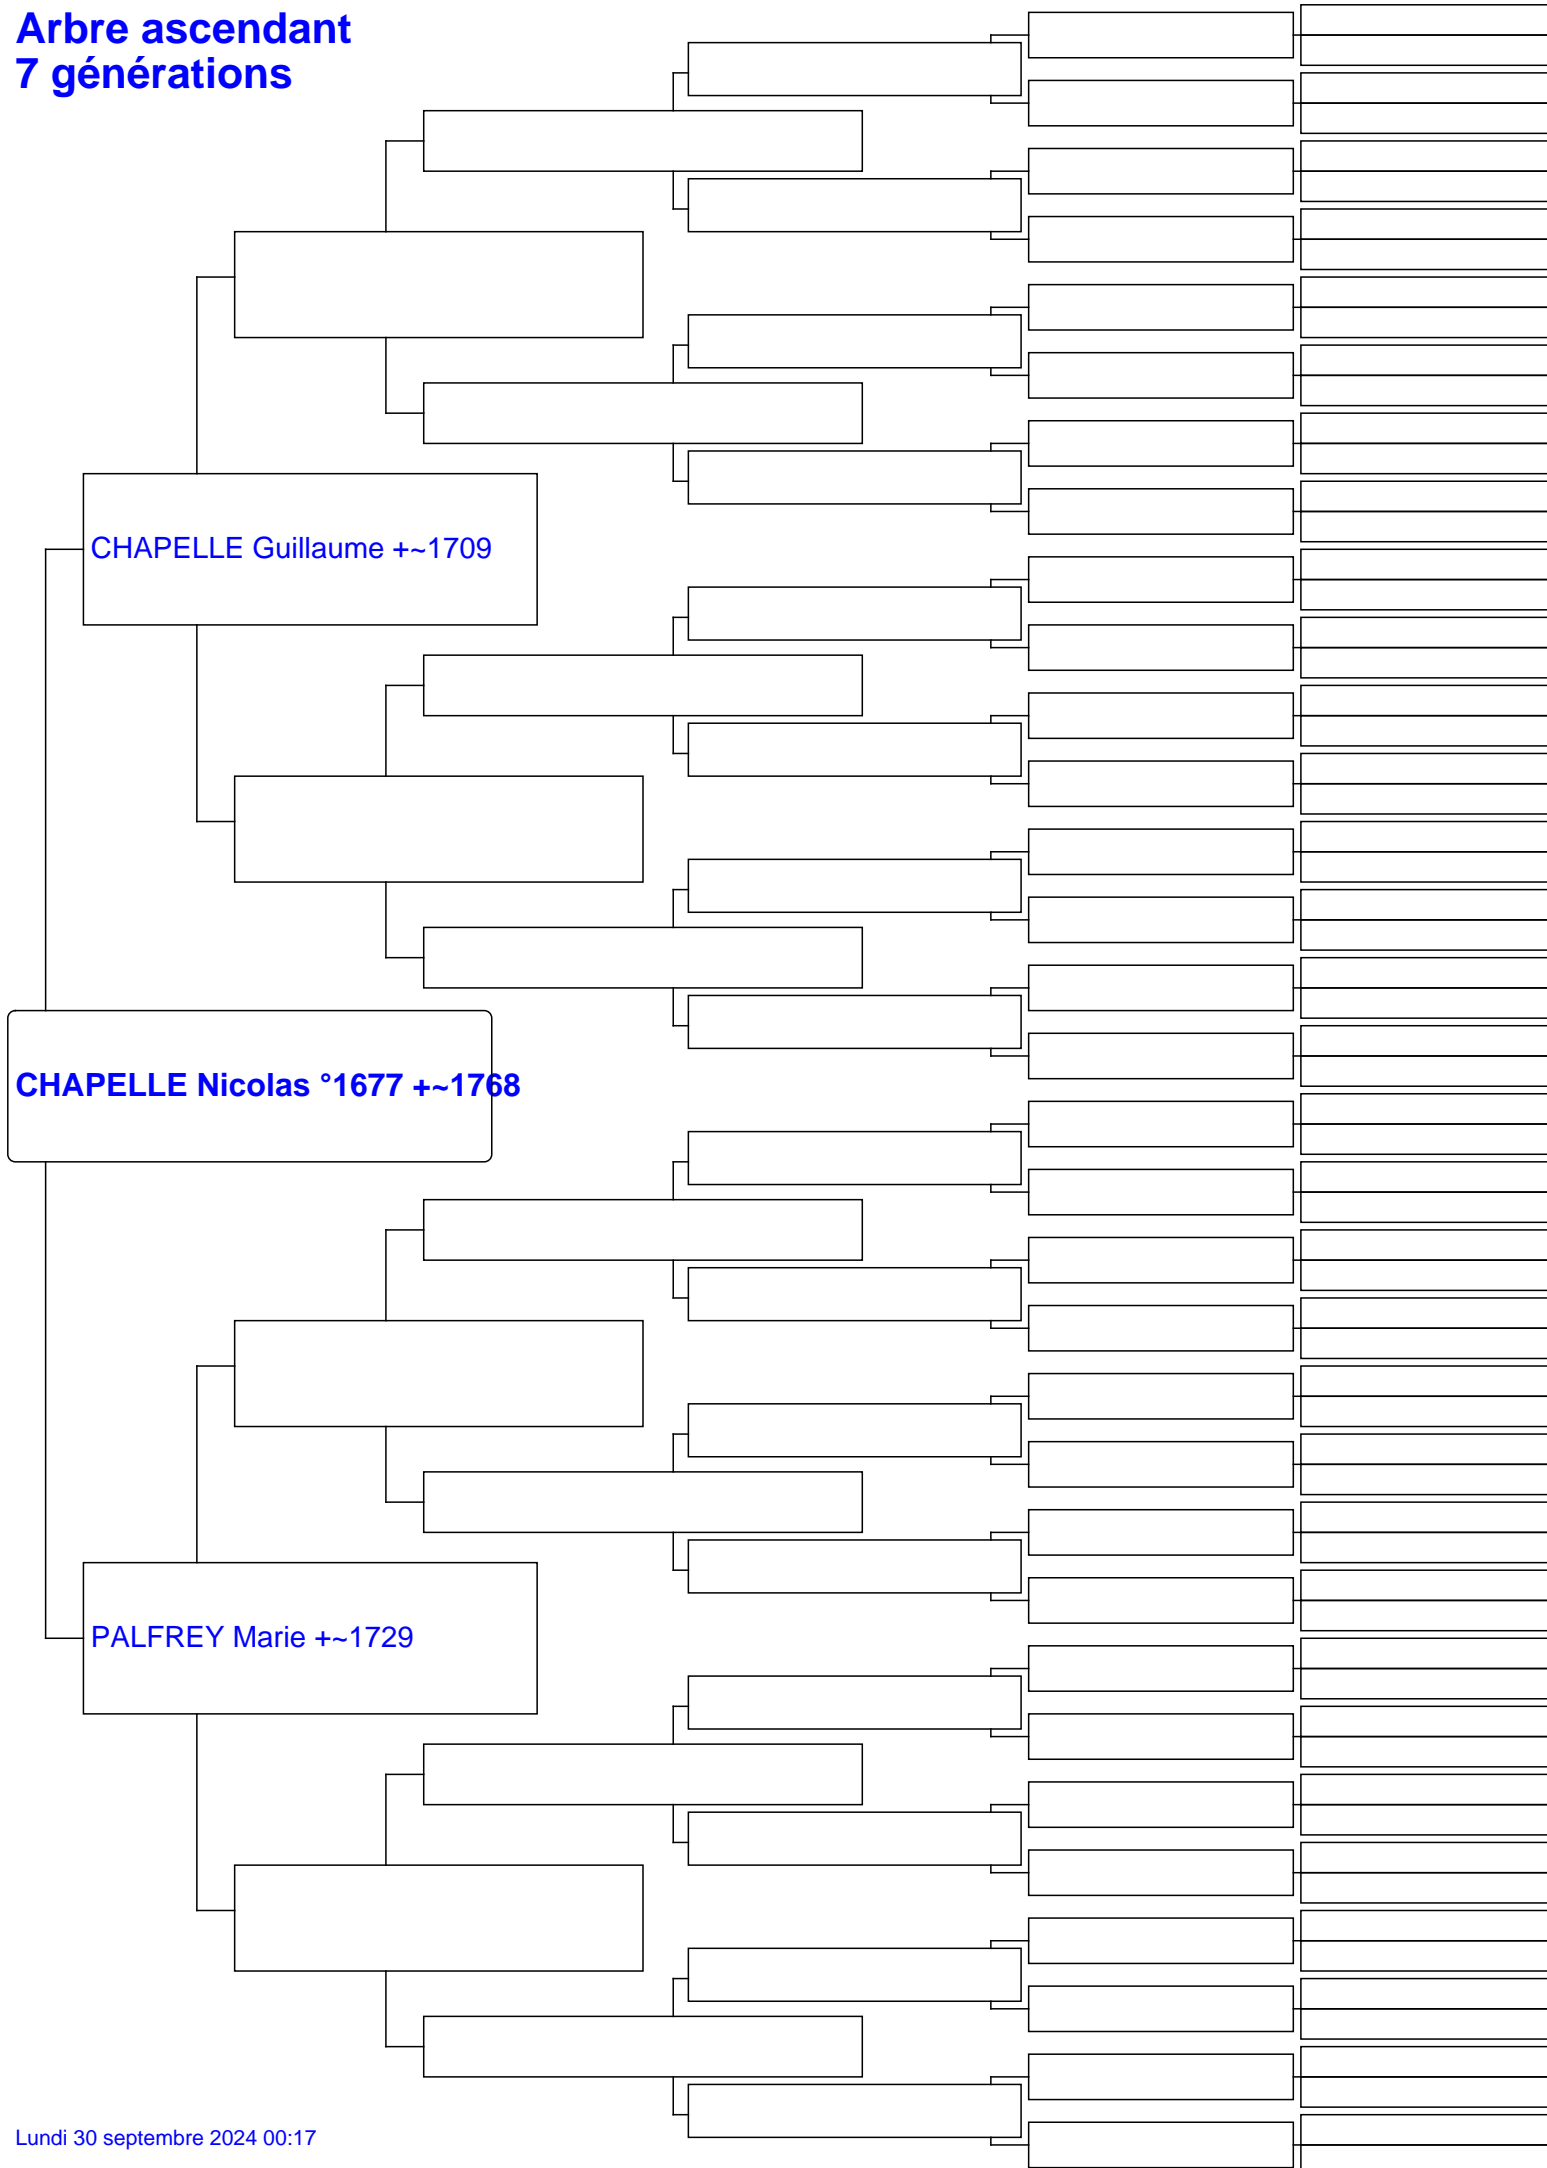 Arbre ascendant
7 générations
CHAPELLE Guillaume +~1709
CHAPELLE Nicolas °1677 +~1768
PALFREY Marie +~1729
Lundi 30 septembre 2024 00:17